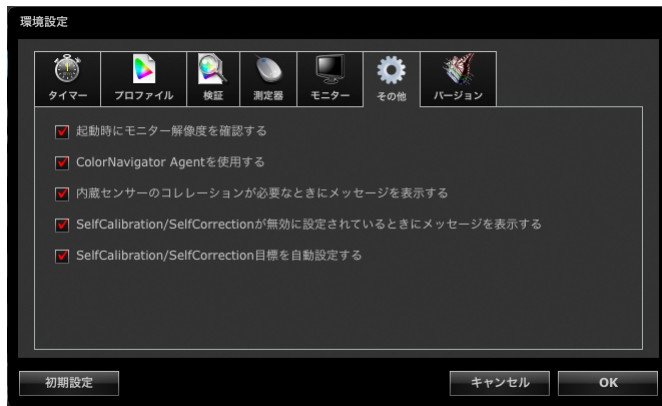 環境設定
タイマー
プロファイル
検証
測定器
モニター
その他
バージョン
起動時にモニター解像度を確認する
ColorNavigator Agentを使用する
内蔵センサーのコレレーションが必要なときにメッセージを表示する
SelfCalibration/SelfCorrectionが無効に設定されているときにメッセージを表示する
SelfCalibration/SelfCorrection目標を自動設定する
初期設定
キャンセル
OK